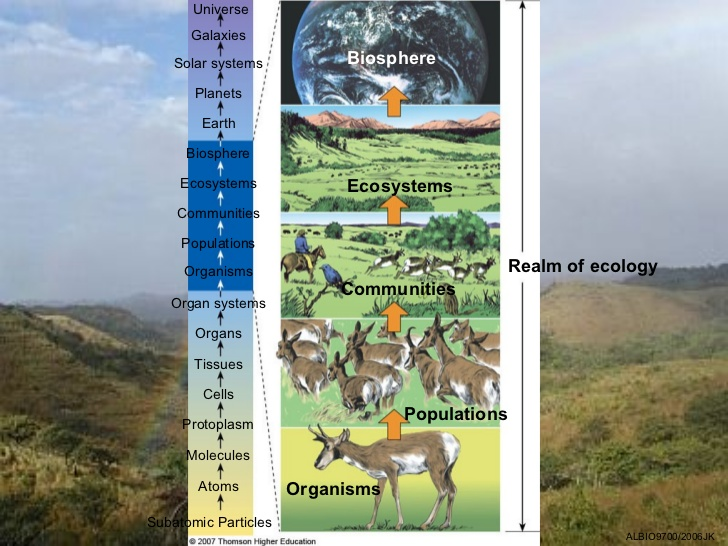 Universe
Galaxies
Solar systems
Planets
Earth
Biosphere
Ecosystems
Communities
Populations
Organisms
Organ systems
Organs
Tissues
Cells
Protoplasm
Molecules
Atoms
Subatomic Particles
Biosphere
Ecosystems
Communities
Populations
Organisms
Realm of ecology
© 2007 Thomson Higher Education
ALBIO9700/2006JK